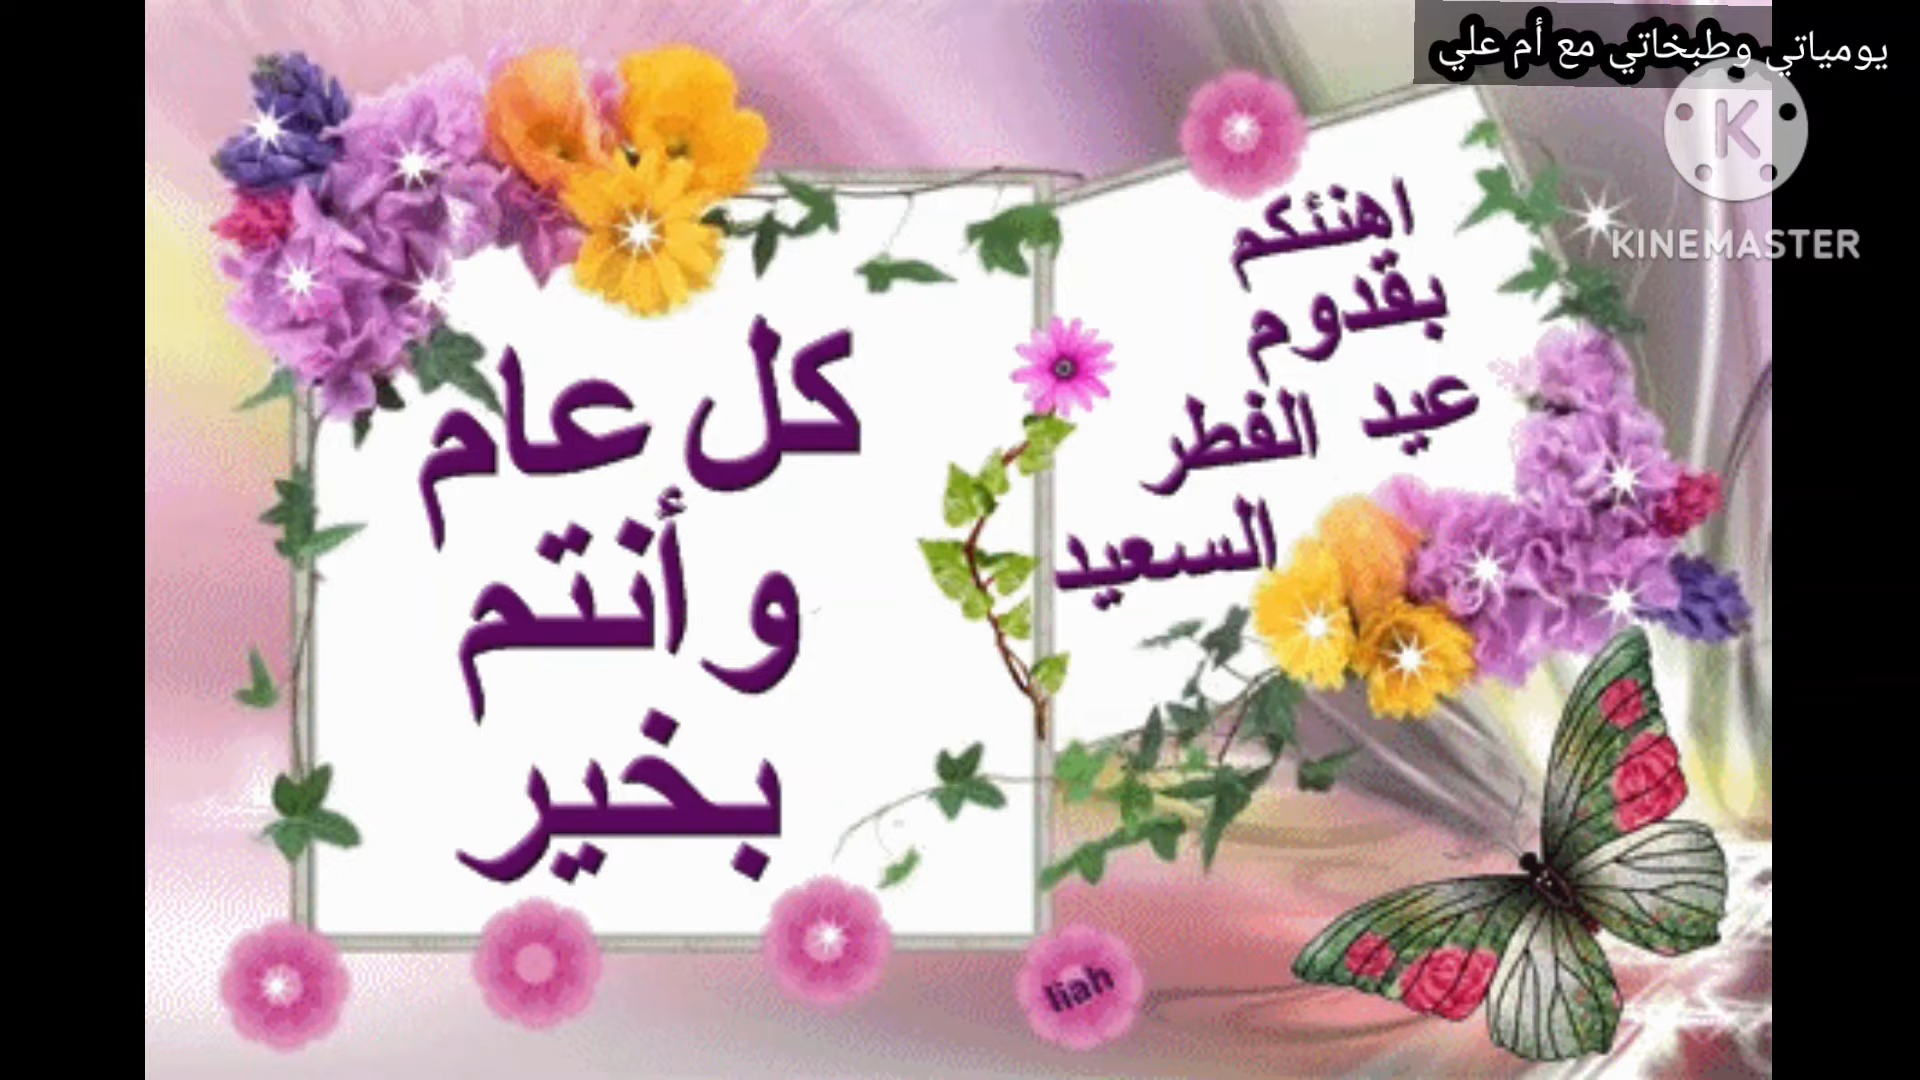 يومياتي وطبخاتي مع أم علي
KINEMASTER
اهنئكم
بقدوم
عيد الفطر
السعيد
كل عام
وأنتم
بخير
liah